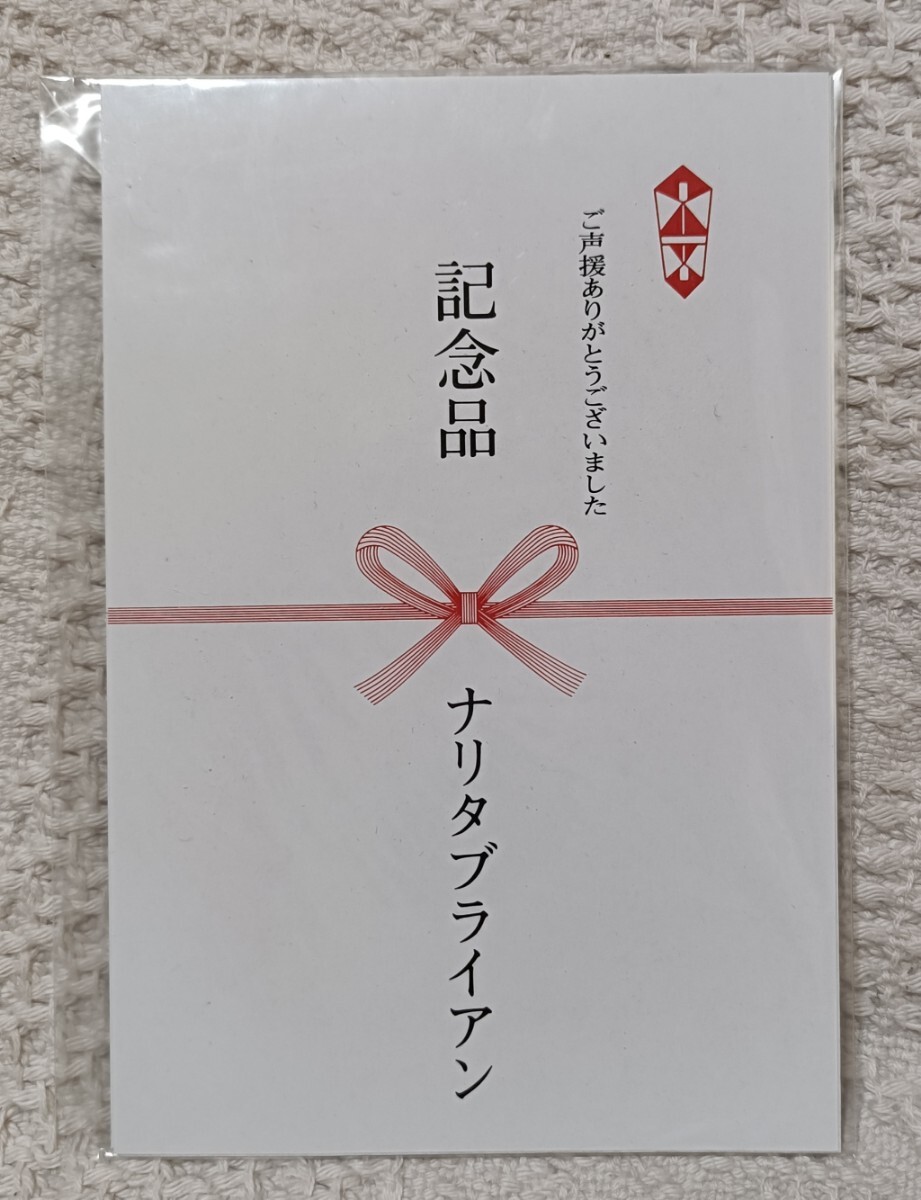 ご声援ありがとうございました
記念品
ナリタブライアン